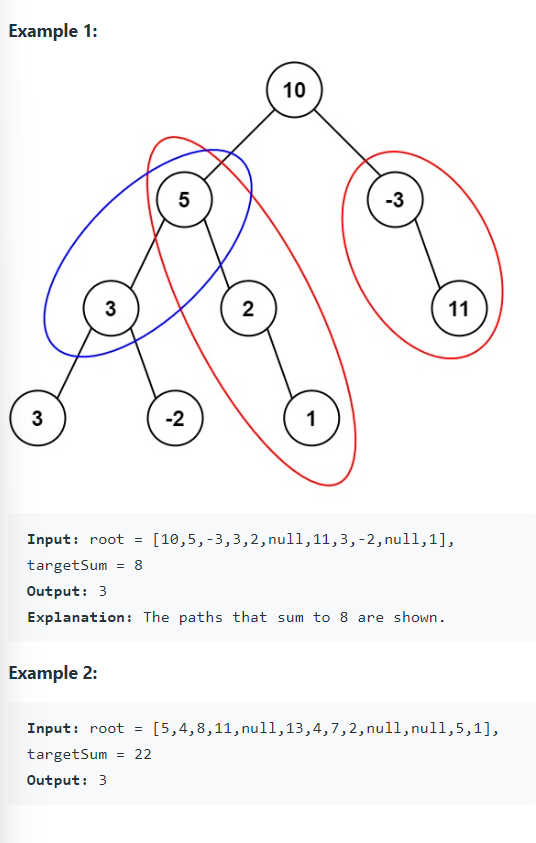 Example 1:
10
5
-3
3
2
11
3
-2
1
Input: root = [10,5,-3,3,2,null,11,3,-2,null,1],
targetSum = 8
Output: 3
Explanation: The paths that sum to 8 are shown.
Example 2:
Input: root = [5,4,8,11,null,13,4,7,2,null,null,5,1],
targetSum = 22
Output: 3